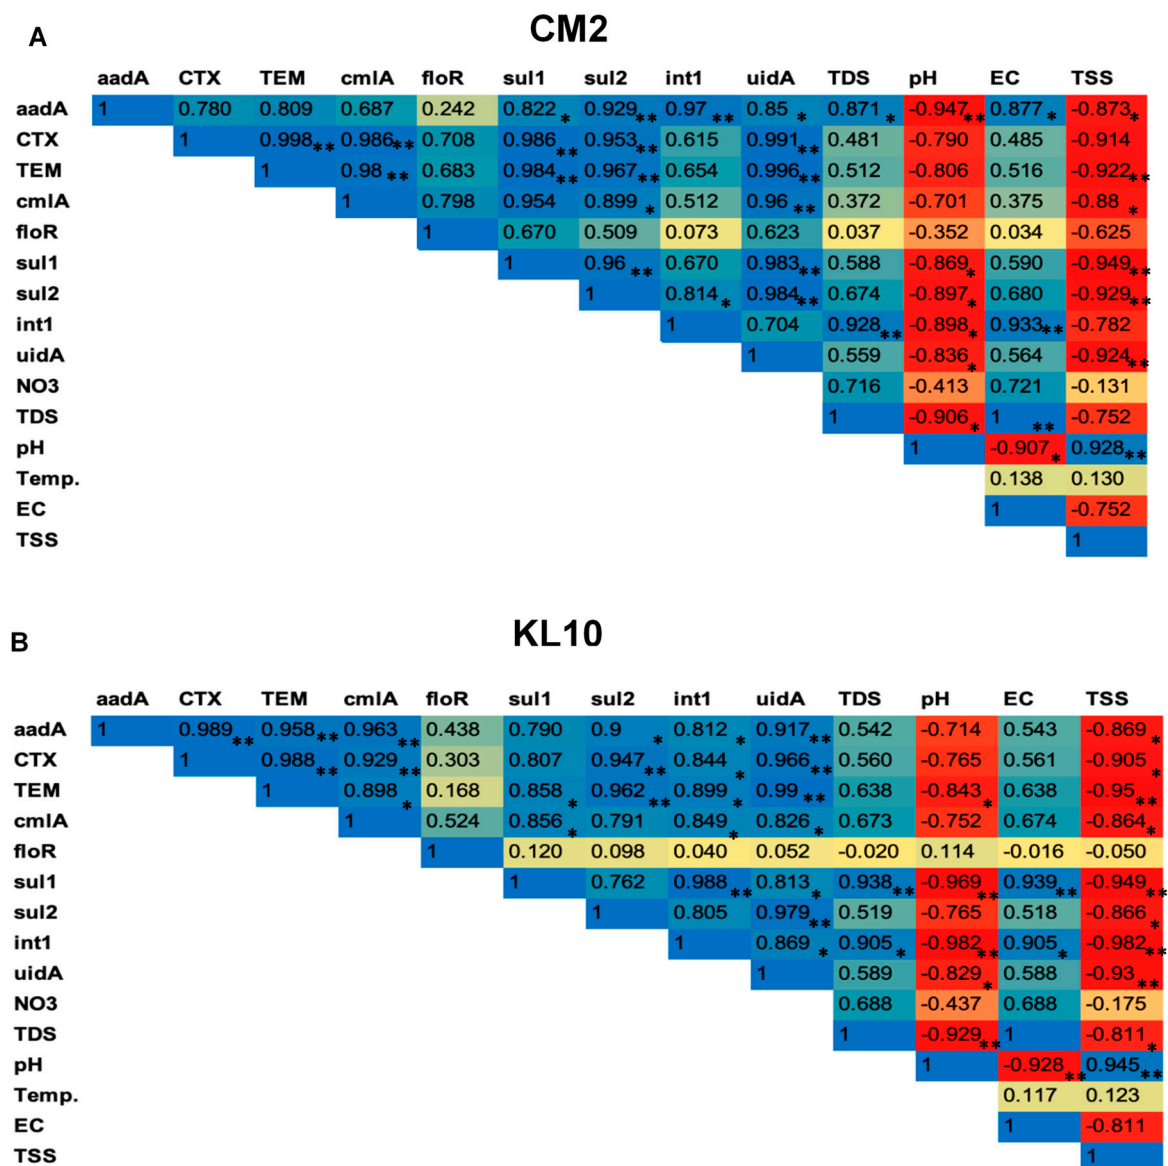 A
CM2
aadA CTX TEM cmlA floR sul1 sul2 int1 uidA TDS pH EC TSS
aadA 1 0.780 0.809 0.687 0.242 0.822* 0.929** 0.97** 0.85* 0.871* -0.947** 0.877* -0.873*
CTX 1 0.998** 0.986** 0.708 0.986** 0.953** 0.615 0.991** 0.481 -0.790 0.485 -0.914
TEM 1 0.98** 0.683 0.984** 0.967** 0.654 0.996** 0.512 -0.806 0.516 -0.922**
cmlA 1 0.798 0.954 0.899* 0.512 0.96** 0.372 -0.701 0.375 -0.88*
floR 1 0.670 0.509 0.073 0.623 0.037 -0.352 0.034 -0.625
sul1 1 0.96** 0.670 0.983** 0.588 -0.869* 0.590 -0.949**
sul2 1 0.814* 0.984** 0.674 -0.897* 0.680 -0.929**
int1 1 0.704 0.928** -0.898* 0.933** -0.782
uidA 1 0.559 -0.836* 0.564 -0.924**
NO3 0.716 -0.413 0.721 -0.131
TDS 1 -0.906* 1** -0.752
pH 1 -0.907* 0.928**
Temp. 0.138 0.130
EC 1 -0.752
TSS 1
B
KL10
aadA CTX TEM cmlA floR sul1 sul2 int1 uidA TDS pH EC TSS
aadA 1 0.989** 0.958** 0.963** 0.438 0.790 0.9* 0.812* 0.917** 0.542 -0.714 0.543 -0.869*
CTX 1 0.988** 0.929** 0.303 0.807 0.947** 0.844* 0.966** 0.560 -0.765 0.561 -0.905*
TEM 1 0.898* 0.168 0.858* 0.962** 0.899* 0.99** 0.638 -0.843* 0.638 -0.95**
cmlA 1 0.524 0.856* 0.791 0.849* 0.826* 0.673 -0.752 0.674 -0.864*
floR 1 0.120 0.098 0.040 0.052 -0.020 0.114 -0.016 -0.050
sul1 1 0.762 0.988** 0.813* 0.938** -0.969** 0.939** -0.949**
sul2 1 0.805 0.979** 0.519 -0.765 0.518 -0.866*
int1 1 0.869* 0.905* -0.982** 0.905* -0.982**
uidA 1 0.589 -0.829* 0.588 -0.93**
NO3 0.688 -0.437 0.688 -0.175
TDS 1 -0.929** 1 -0.811*
pH 1 -0.928** 0.945**
Temp. 0.117 0.123
EC 1 -0.811
TSS 1